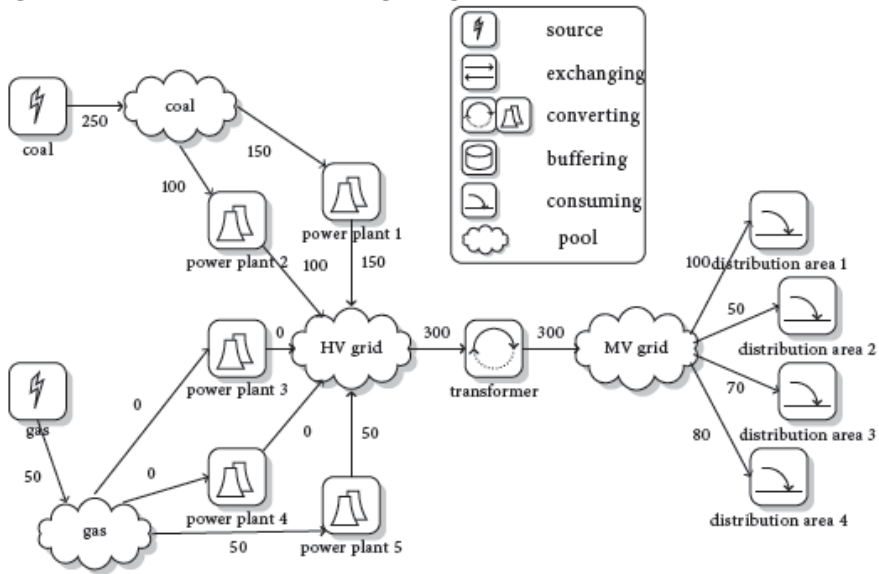 source
exchanging
converting
buffering
consuming
pool
coal
250
coal
150
100
power plant 1
power plant 2
100
150
100
distribution area 1
50
distribution area 2
0
HV grid
300
300
MV grid
power plant 3
transformer
70
distribution area 3
gas
0
0
50
80
50
0
power plant 4
distribution area 4
gas
50
power plant 5